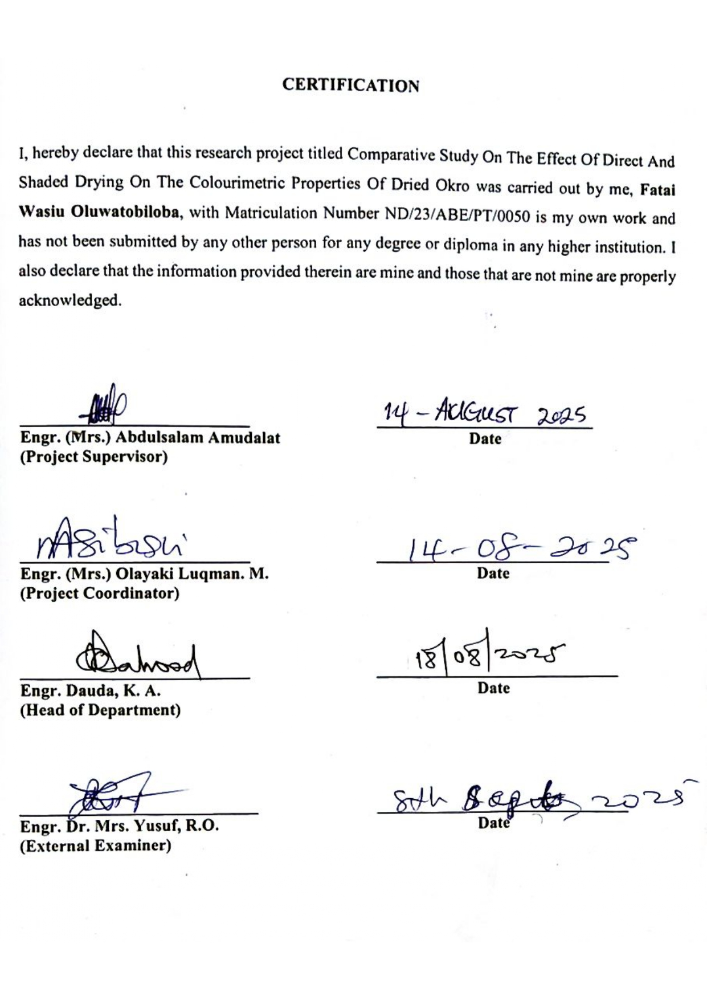 CERTIFICATION
I, hereby declare that this research project titled Comparative Study On The Effect Of Direct And
Shaded Drying On The Colourimetric Properties Of Dried Okro was carried out by me, Fatai
Wasiu Oluwatobiloba, with Matriculation Number ND/23/ABE/PT/0050 is my own work and
has not been submitted by any other person for any degree or diploma in any higher institution. I
also declare that the information provided therein are mine and those that are not mine are properly
acknowledged.
14 - AUGUST 2025
Engr. (Mrs.) Abdulsalam Amudalat Date
(Project Supervisor)
14-08-2025
Engr. (Mrs.) Olayaki Luqman. M. Date
(Project Coordinator)
18/08/2025
Engr. Dauda, K. A. Date
(Head of Department)
8th 2025
Engr. Dr. Mrs. Yusuf, R.O. Date
(External Examiner)